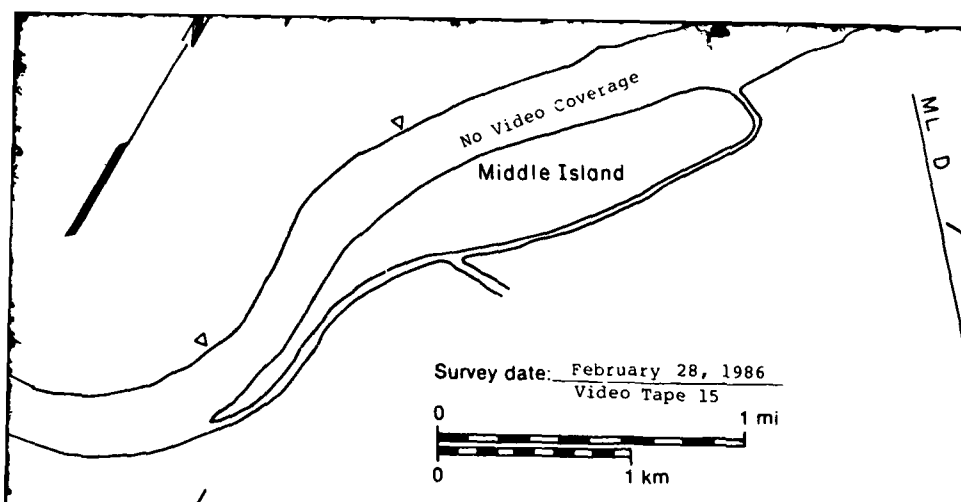 No Video Coverage
Middle Island
ML D
Survey date: February 28, 1986
Video Tape 15
0 1 mi
0 1 km